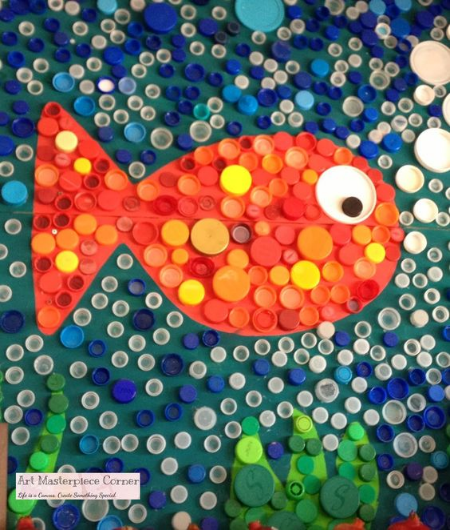 Art Masterpiece Corner
Life is a Canvas. Create Something Special.